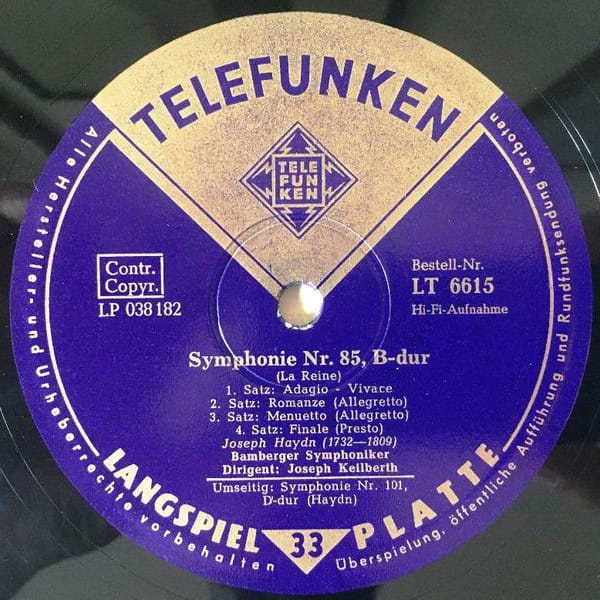 TELEFUNKEN
TELE
FUN
KEN
Contr.
Copyr.
LP 038182
Bestell-Nr.
LT 6615
Hi-Fi-Aufnahme
Symphonie Nr. 85, B-dur
(La Reine)
1. Satz: Adagio - Vivace
2. Satz: Romanze (Allegretto)
3. Satz: Menuetto (Allegretto)
4. Satz: Finale (Presto)
Joseph Haydn (1732—1809)
Bamberger Symphoniker
Dirigent: Joseph Keilberth
Umseitig: Symphonie Nr. 101,
D-dur (Haydn)
LANGSPIEL 33 PLATTE
Alle Hersteller- und Urheberrechte vorbehalten
Überspielung, öffentliche Aufführung und Rundfunksendung verboten